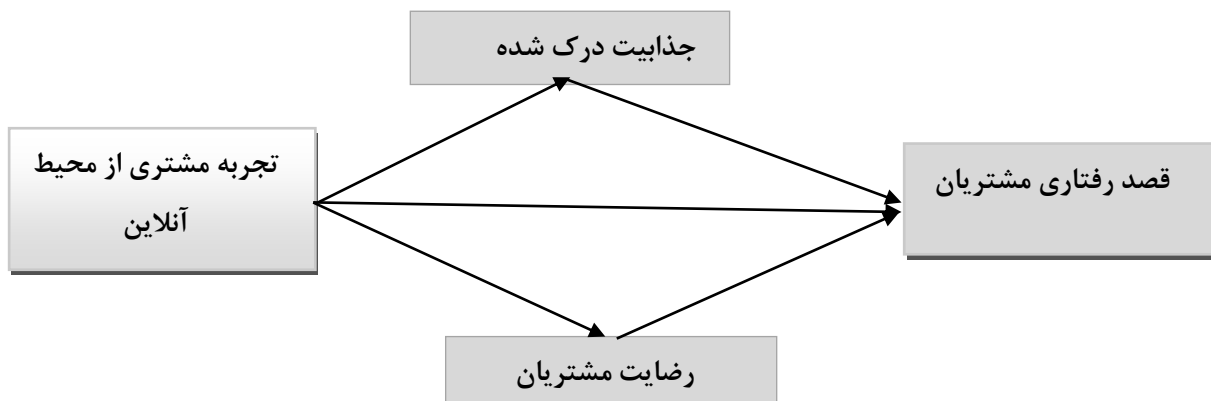 جذابیت درک شده
تجربه مشتری از محیط
آنلاین
قصد رفتاری مشتریان
رضایت مشتریان